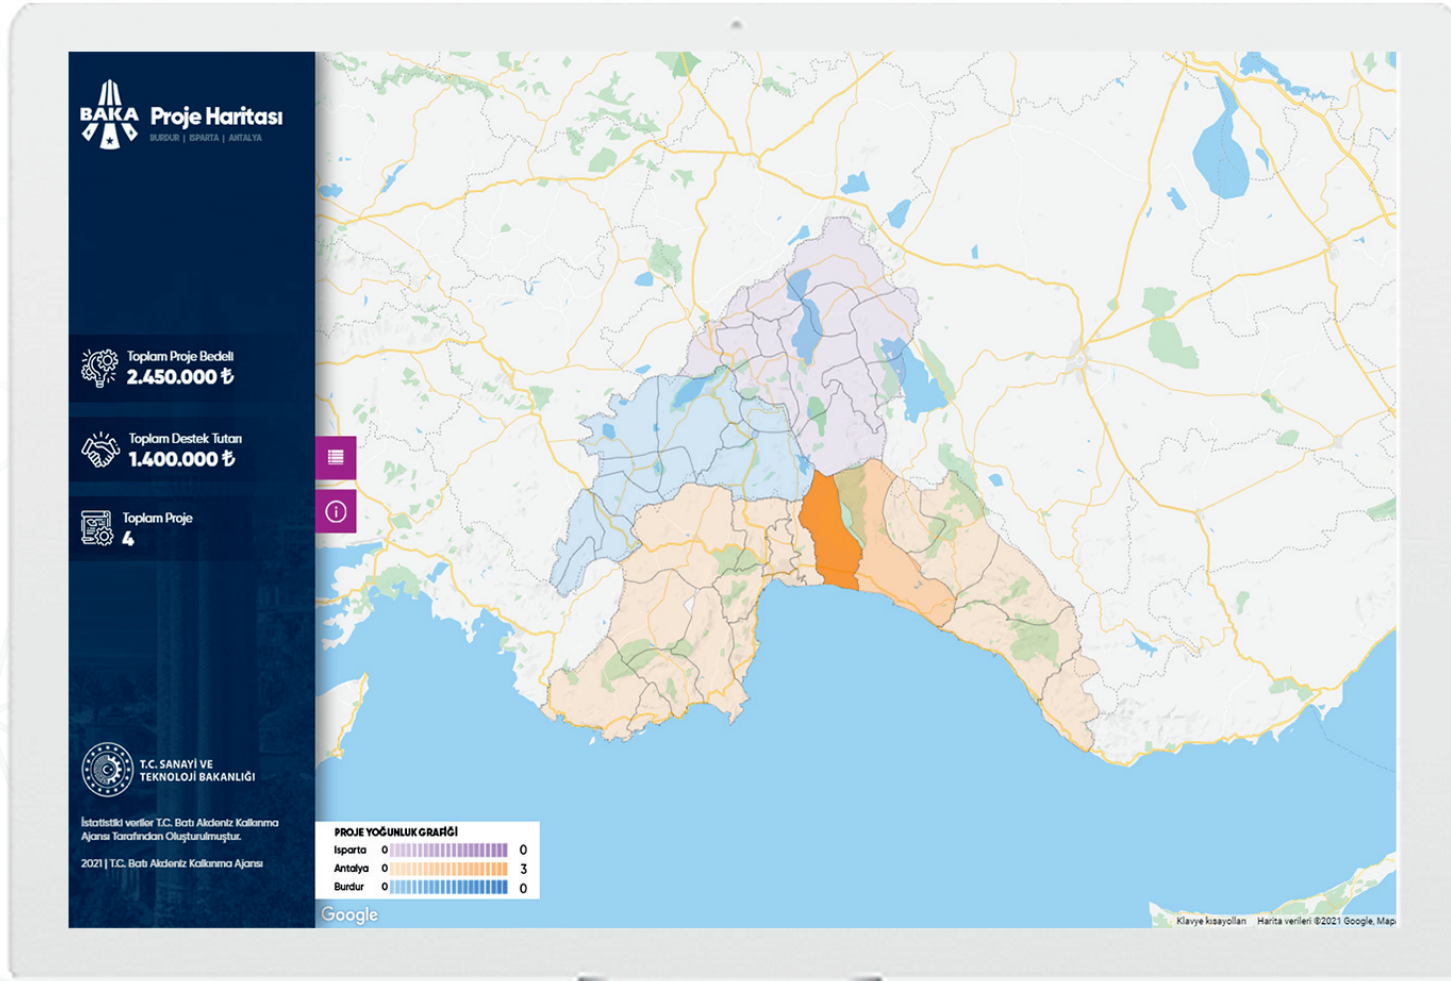 BAKA
Proje Haritası
BURDUR | ISPARTA | ANTALYA
Toplam Proje Bedeli
2.450.000 ₺
Toplam Destek Tutarı
1.400.000 ₺
Toplam Proje
4
T.C. SANAYİ VE
TEKNOLOJİ BAKANLIĞI
İstatistiki veriler T.C. Batı Akdeniz Kalkınma
Ajansı Tarafından Oluşturulmuştur.
2021 | T.C. Batı Akdeniz Kalkınma Ajansı
PROJE YOĞUNLUK GRAFİĞİ
Isparta 0 0
Antalya 0 3
Burdur 0 0
Google
Klavye kısayolları Harita verileri ©2021 Google, Map